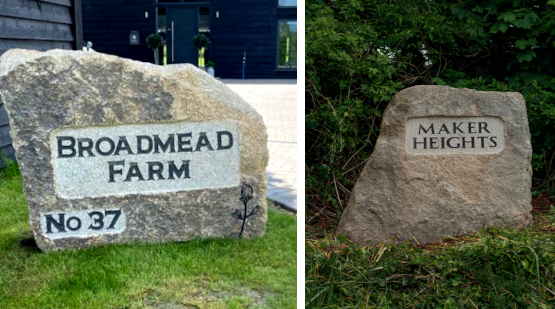 BROADMEAD
FARM
No 37
MAKER
HEIGHTS